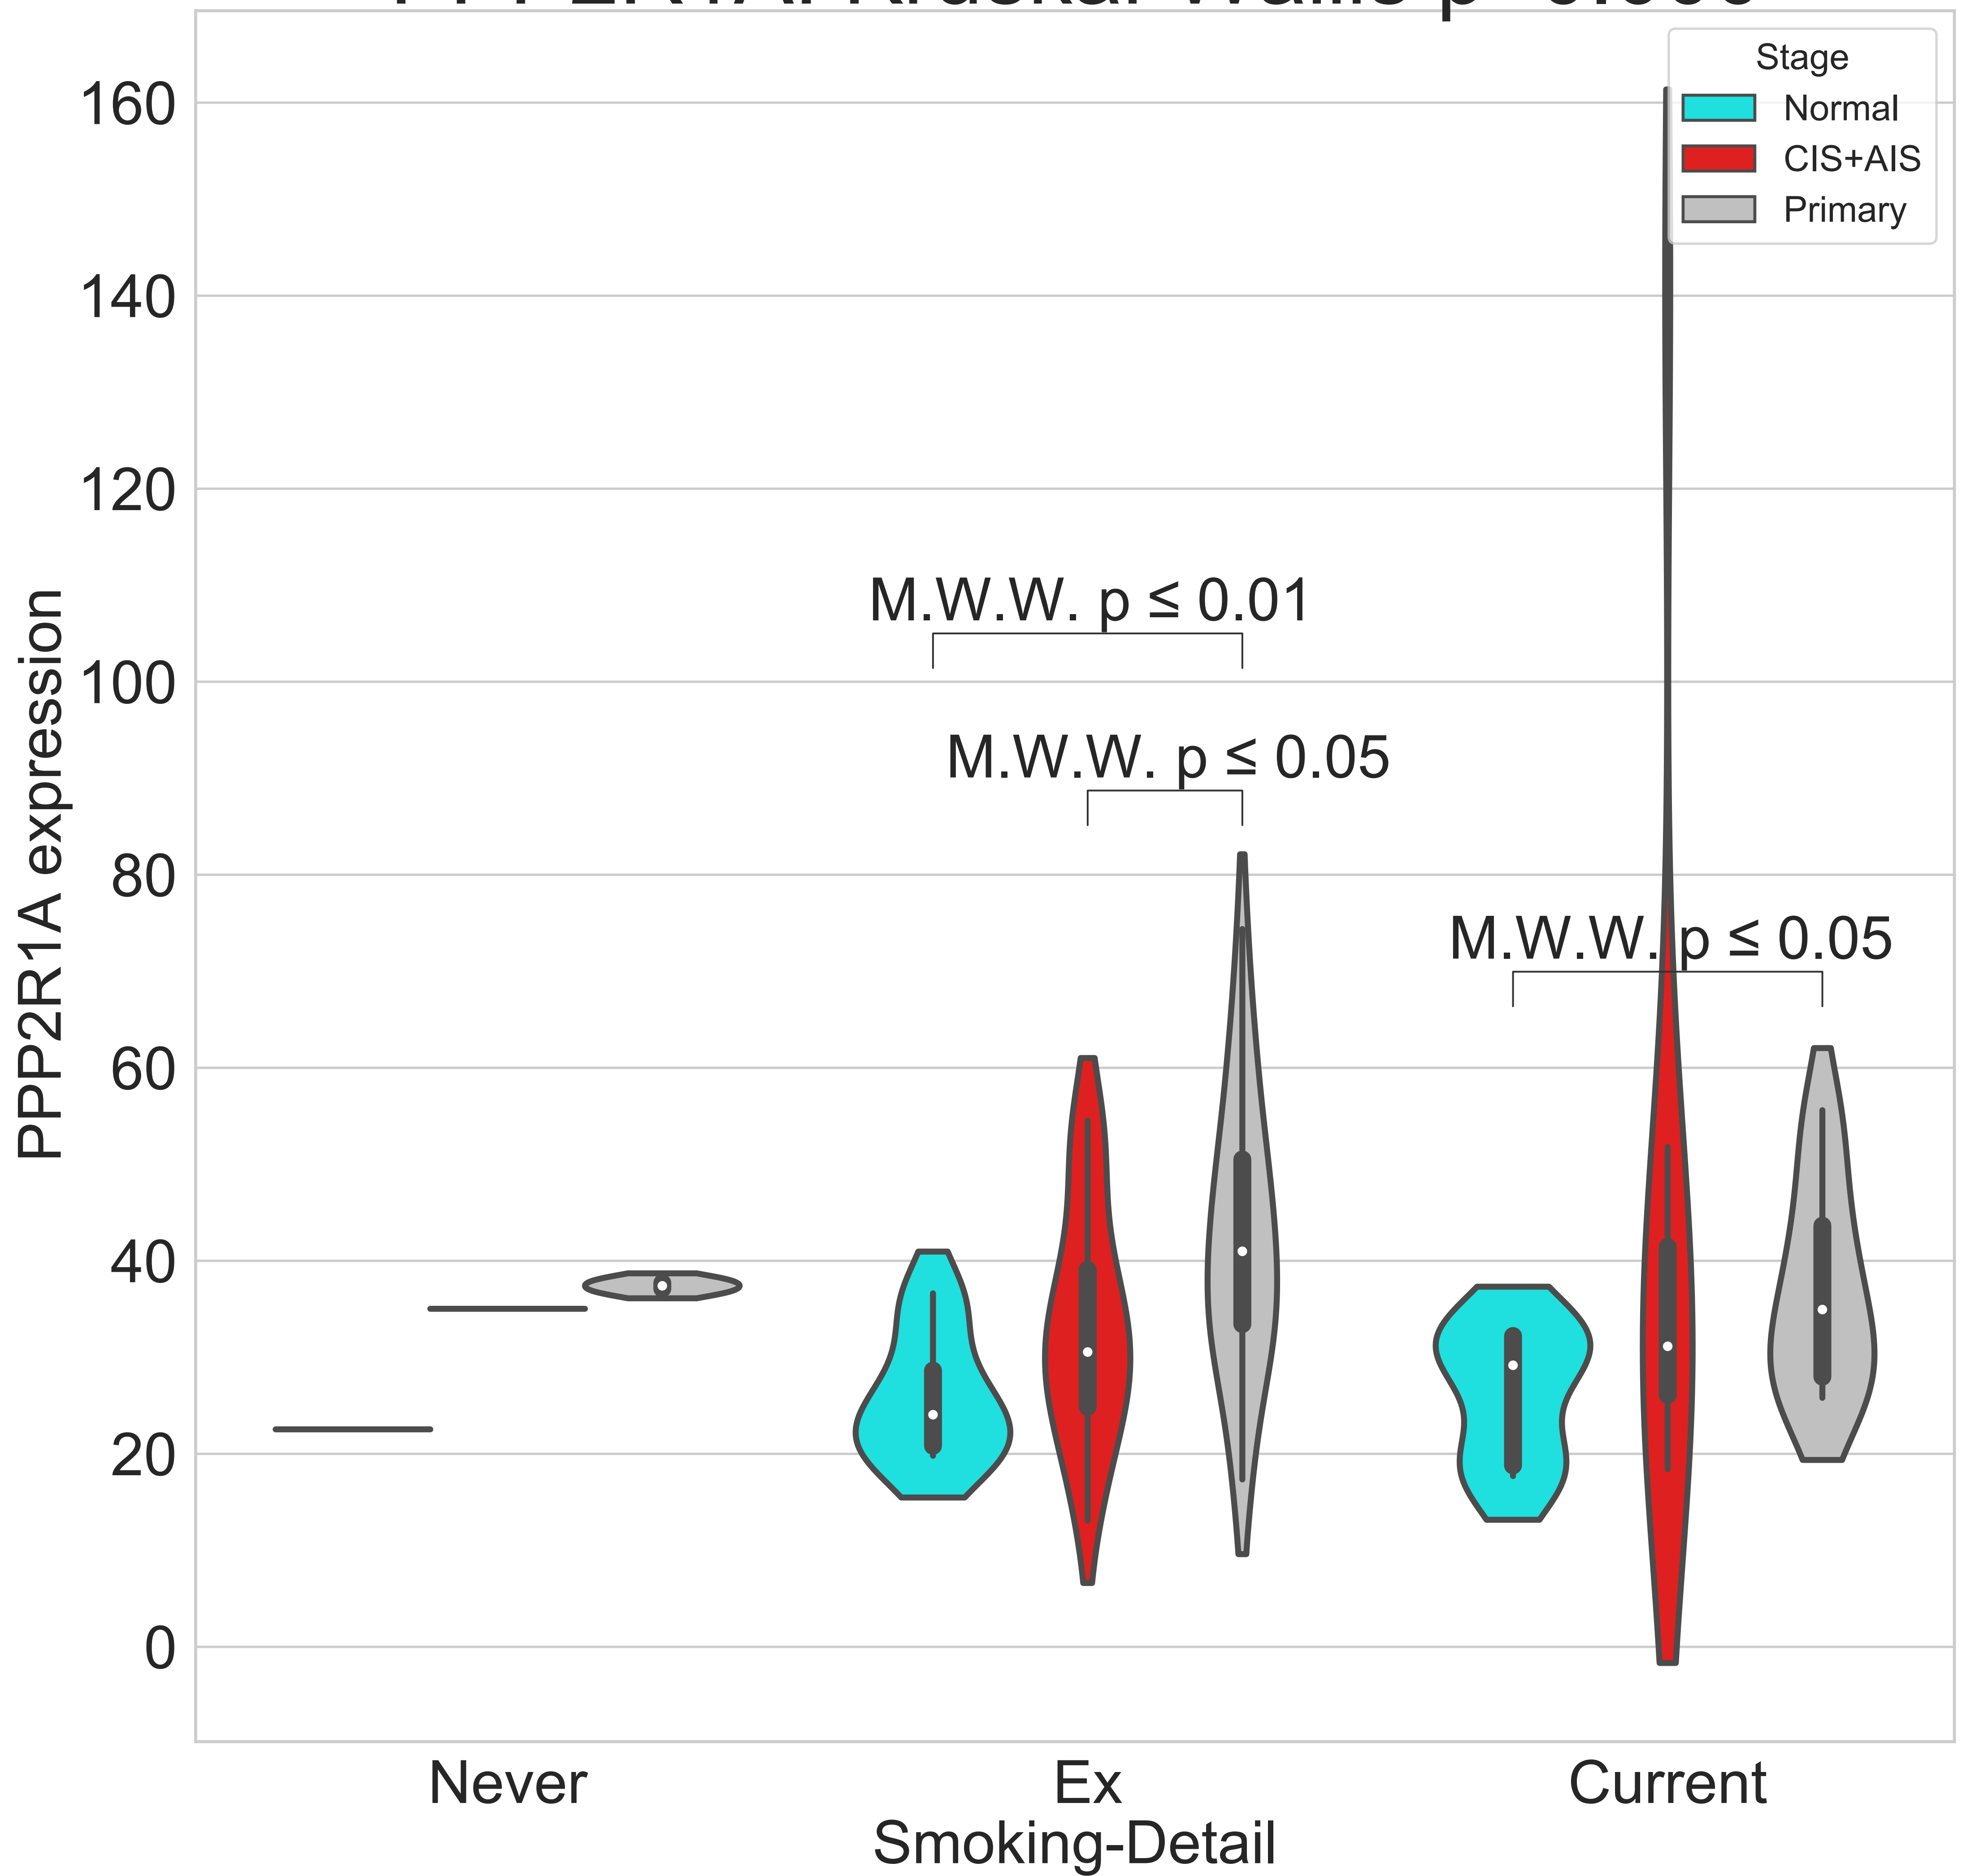 Stage
Normal
CIS+AIS
Primary
160
140
120
100
80
60
40
20
0
PPP2R1A expression
M.W.W. p ≤ 0.01
M.W.W. p ≤ 0.05
M.W.W. p ≤ 0.05
Never
Ex
Current
Smoking-Detail